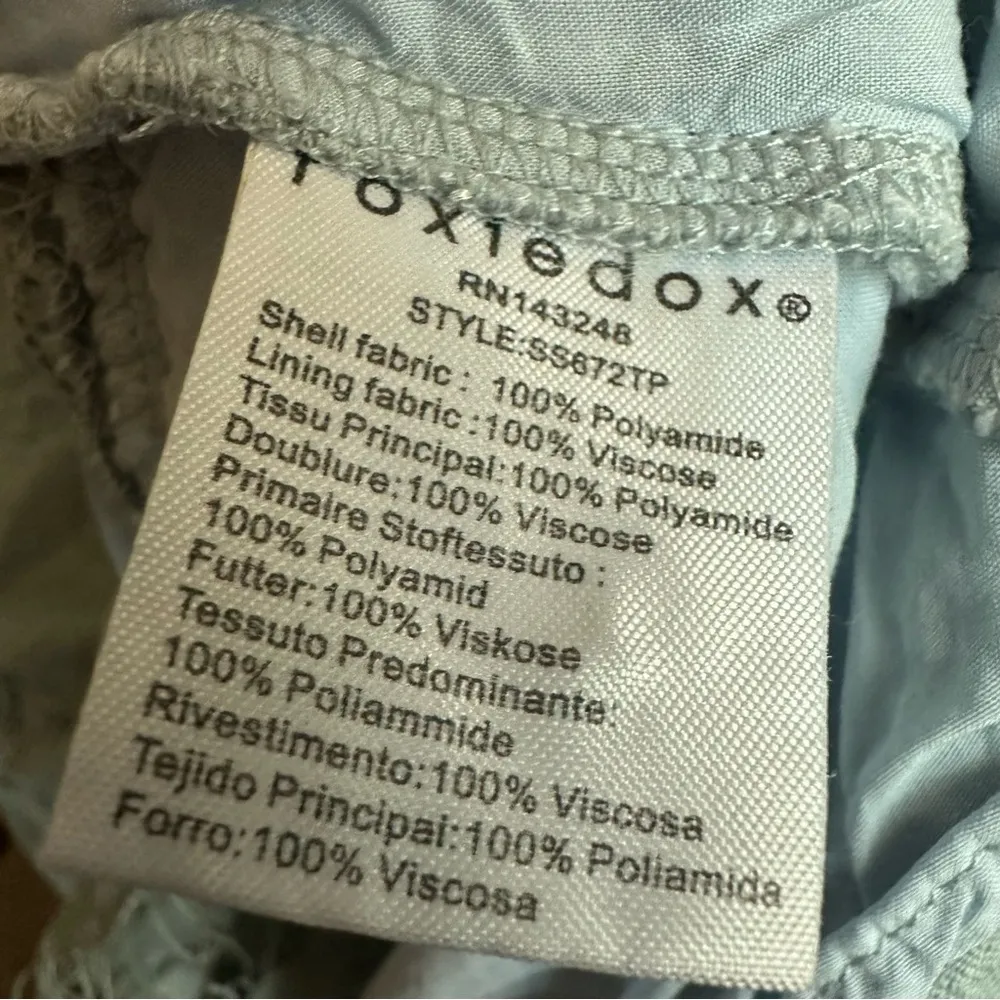 foxiedox®
RN143248
STYLE:SS672TP
Shell fabric: 100% Polyamide
Lining fabric:100% Viscose
Tissu Principal:100% Polyamide
Doublure:100% Viscose
Primaire Stoftessuto :
100% Polyamid
Futter:100% Viskose
Tessuto Predominante:
100% Poliammide
Rivestimento:100% Viscosa
Tejido Principal:100% Poliamida
Forro:100% Viscosa